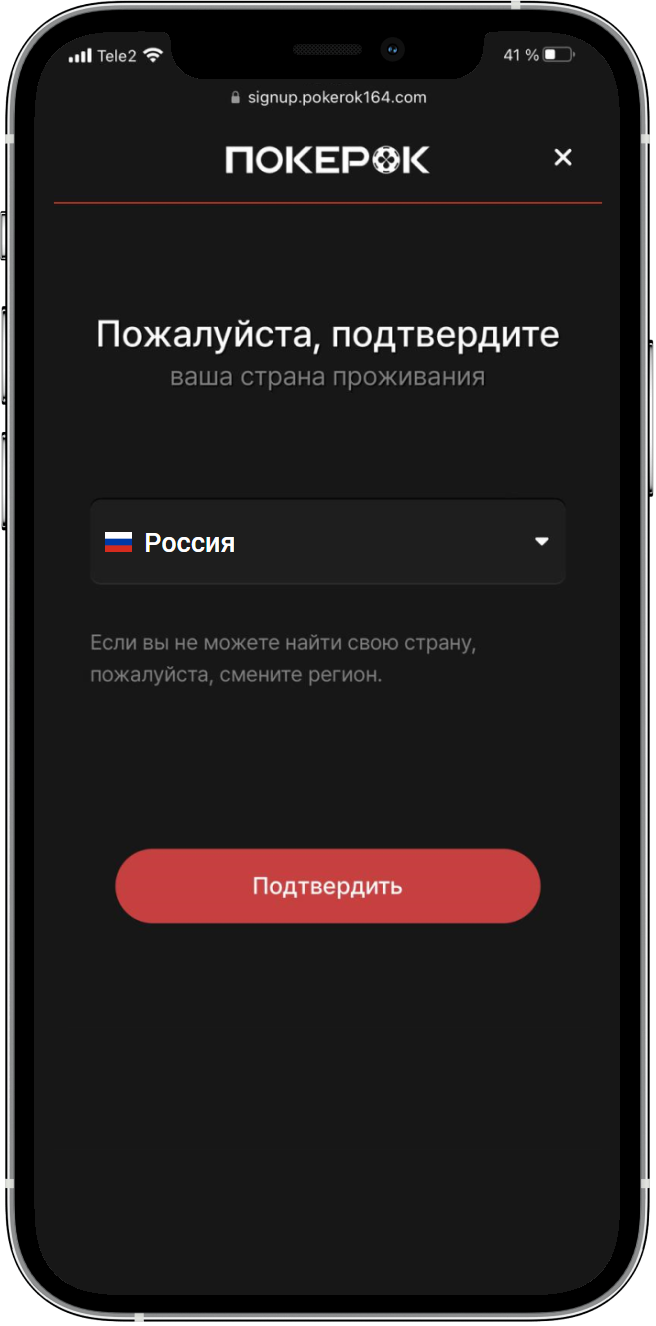 Tele2
41 %
signup.pokerok164.com
ПОКЕРОК
Пожалуйста, подтвердите
ваша страна проживания
Россия
Если вы не можете найти свою страну,
пожалуйста, смените регион.
Подтвердить